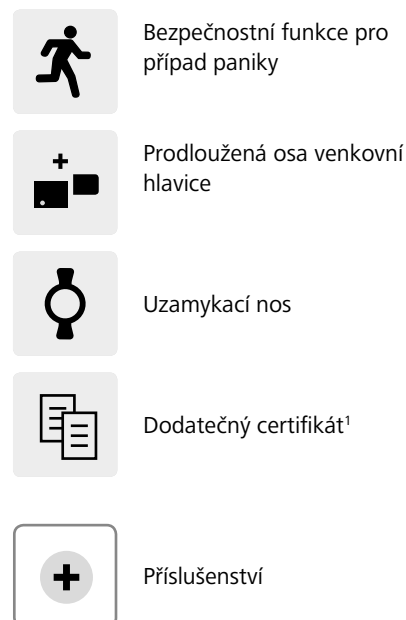 Bezpečnostní funkce pro
případ paniky
Prodloužená osa venkovní
hlavice
Uzamykací nos
Dodatečný certifikát¹
Příslušenství